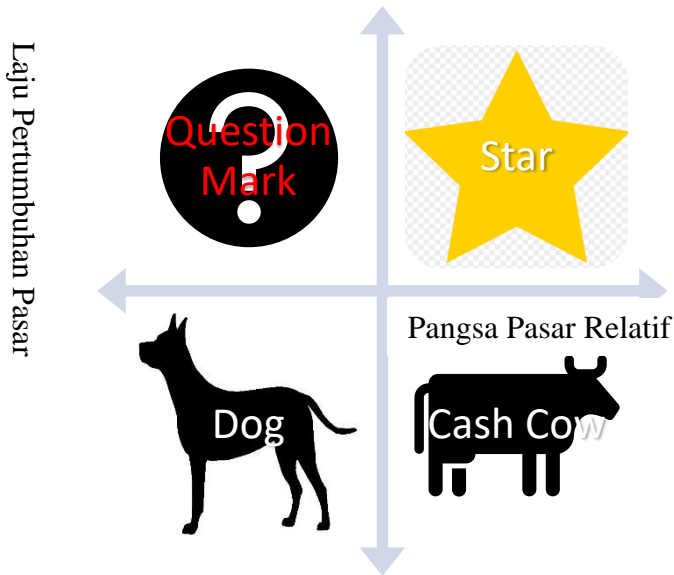 Laju Pertumbuhan Pasar
Question
Mark
Star
Pangsa Pasar Relatif
Dog
Cash Cow